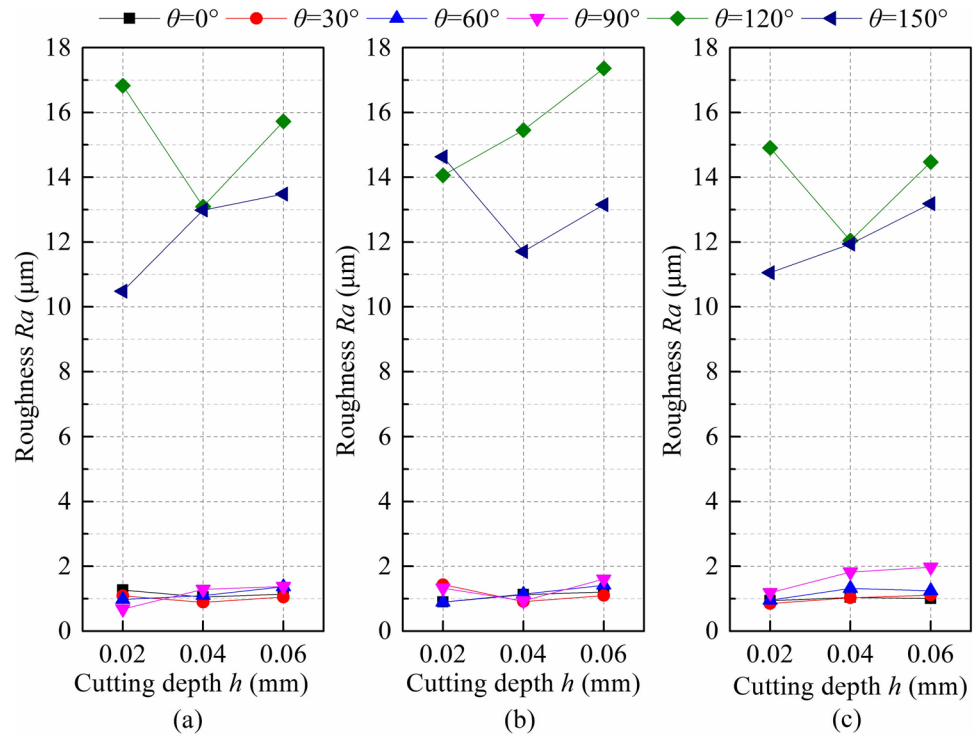 θ=0° θ=30° θ=60° θ=90° θ=120° θ=150°
18
16
14
12
10
8
6
4
2
0
Roughness Ra (μm)
0.02 0.04 0.06
Cutting depth h (mm)
(a)
18
16
14
12
10
8
6
4
2
0
Roughness Ra (μm)
0.02 0.04 0.06
Cutting depth h (mm)
(b)
18
16
14
12
10
8
6
4
2
0
Roughness Ra (μm)
0.02 0.04 0.06
Cutting depth h (mm)
(c)